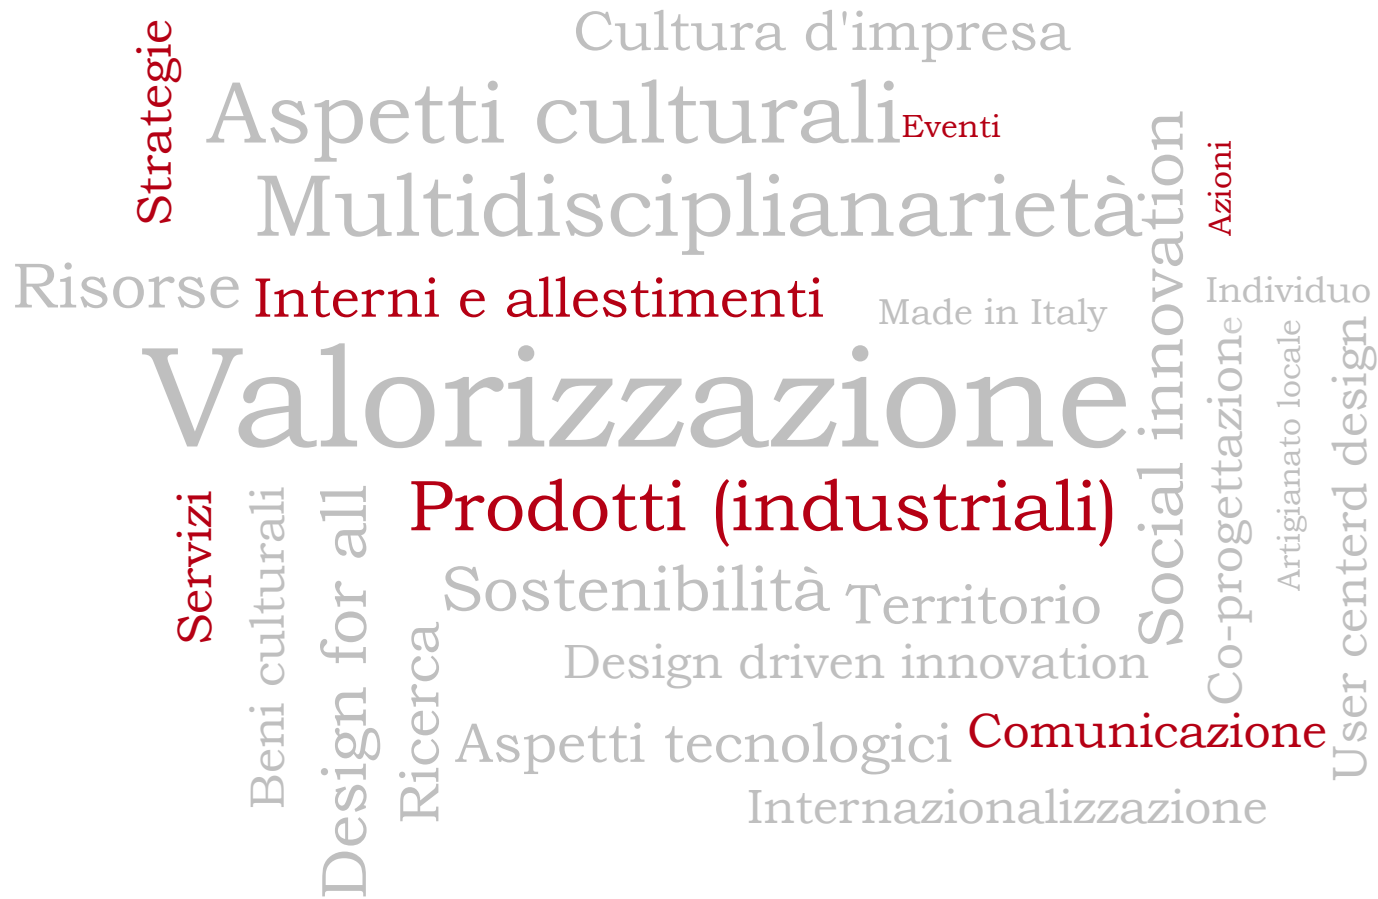 Cultura d'impresa
Strategie
Aspetti culturali
Eventi
Multidisciplianarietà
Social innovation
Azioni
Risorse
Interni e allestimenti
Made in Italy
Individuo
Valorizzazione
Co-progettazione
Artigianato locale
User centerd design
Prodotti (industriali)
Servizi
Beni culturali
Design for all
Sostenibilità
Territorio
Ricerca
Design driven innovation
Aspetti tecnologici
Comunicazione
Internazionalizzazione